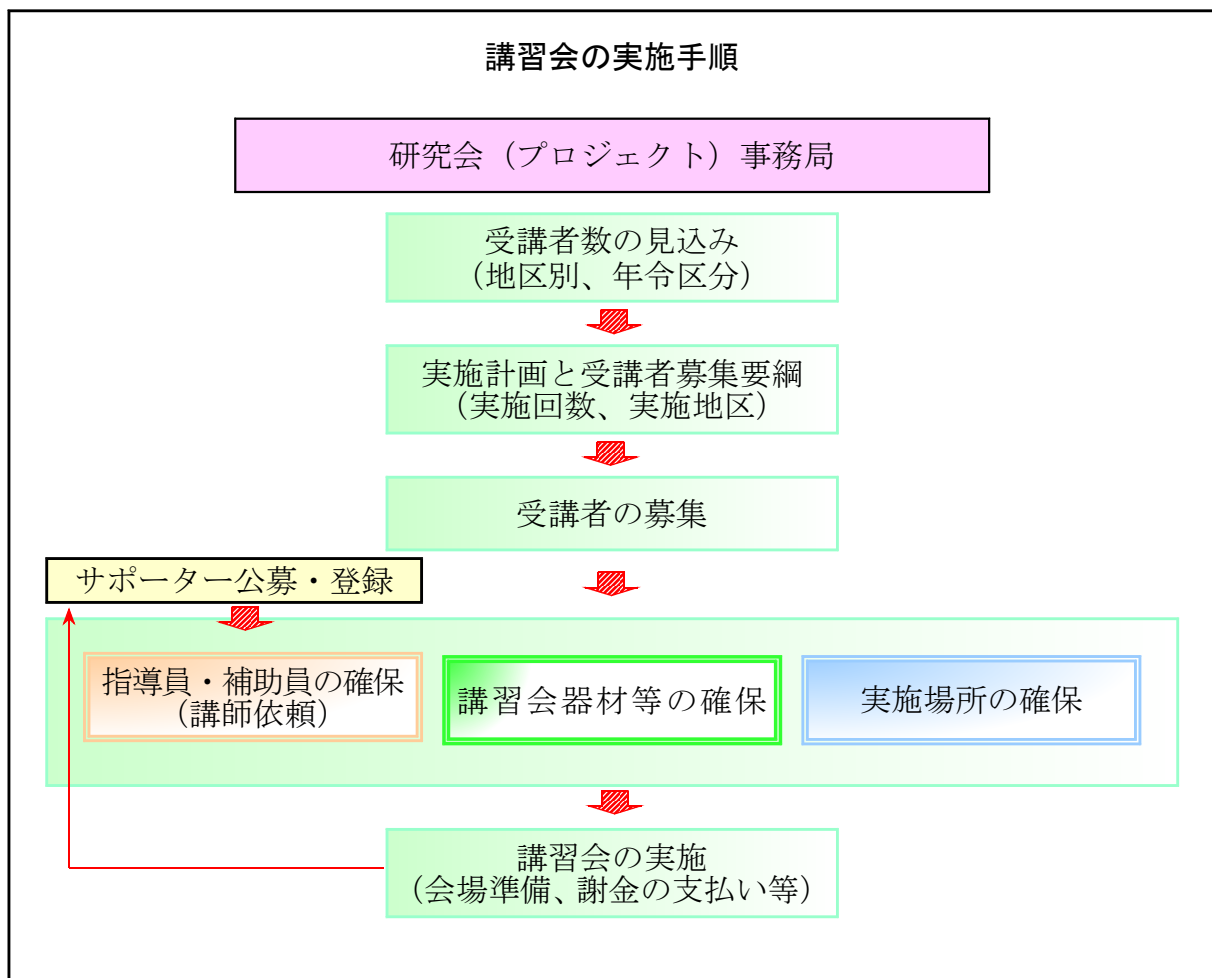 講習会の実施手順
研究会（プロジェクト）事務局
受講者数の見込み
（地区別、年令区分）
実施計画と受講者募集要綱
（実施回数、実施地区）
受講者の募集
サポーター公募・登録
指導員・補助員の確保
（講師依頼）
講習会器材等の確保
実施場所の確保
講習会の実施
（会場準備、謝金の支払い等）